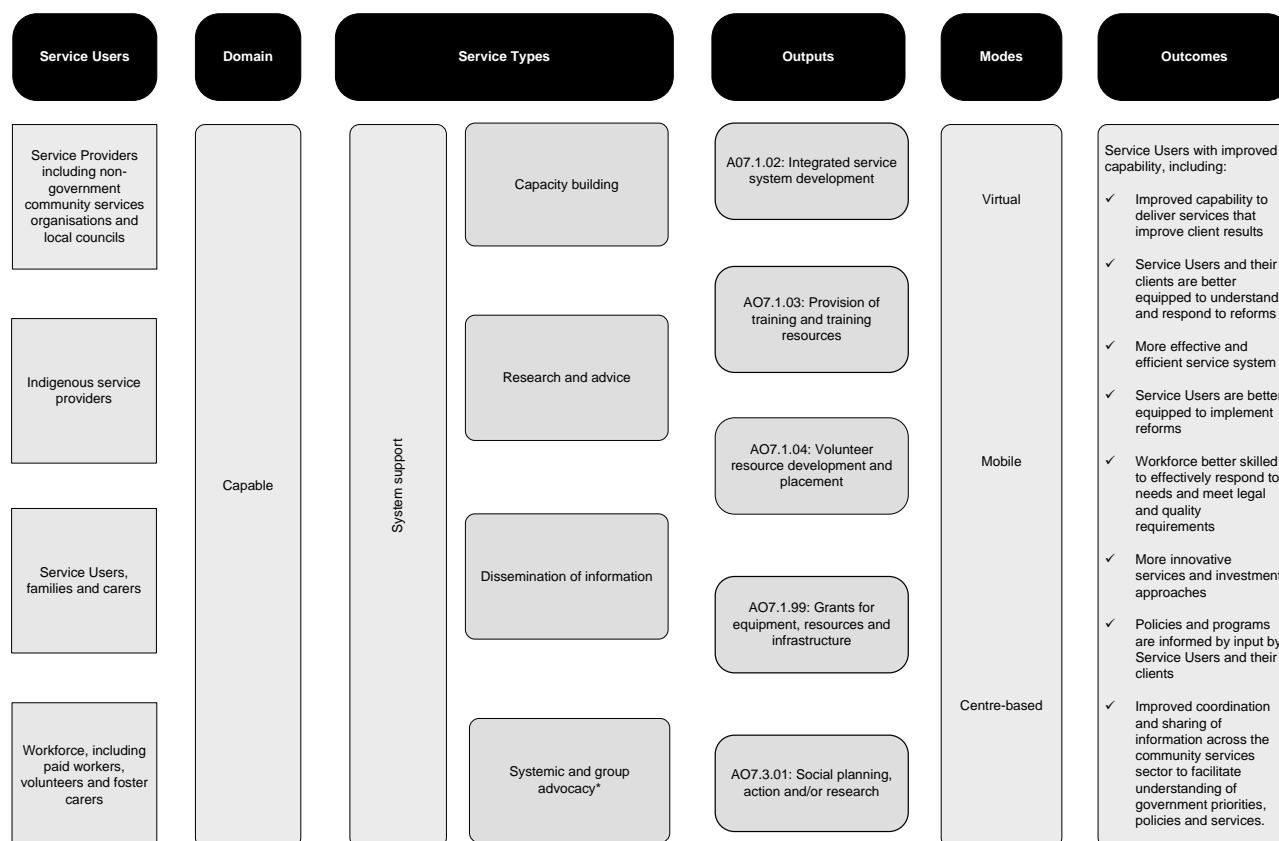 Service Users
Domain
Service Types
Outputs
Modes
Outcomes
Service Providers
including non-
government
community services
organisations and
local councils
Indigenous service
providers
Service Users,
families and carers
Workforce, including
paid workers,
volunteers and foster
carers
Capable
System support
Capacity building
Research and advice
Dissemination of information
Systemic and group
advocacy*
A07.1.02: Integrated service
system development
AO7.1.03: Provision of
training and training
resources
AO7.1.04: Volunteer
resource development and
placement
AO7.1.99: Grants for
equipment, resources and
infrastructure
AO7.3.01: Social planning,
action and/or research
Virtual
Mobile
Centre-based
Service Users with improved
capability, including:
✓ Improved capability to
deliver services that
improve client results
✓ Service Users and their
clients are better
equipped to understand
and respond to reforms
✓ More effective and
efficient service system
✓ Service Users are better
equipped to implement
reforms
✓ Workforce better skilled
to effectively respond to
needs and meet legal
and quality
requirements
✓ More innovative
services and investment
approaches
✓ Policies and programs
are informed by input by
Service Users and their
clients
✓ Improved coordination
and sharing of
information across the
community services
sector to facilitate
understanding of
government priorities,
policies and services.